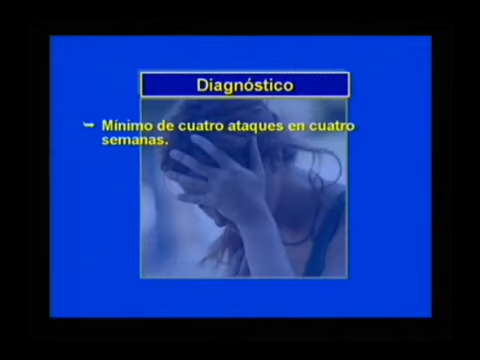 Diagnóstico
Mínimo de cuatro ataques en cuatro
semanas.